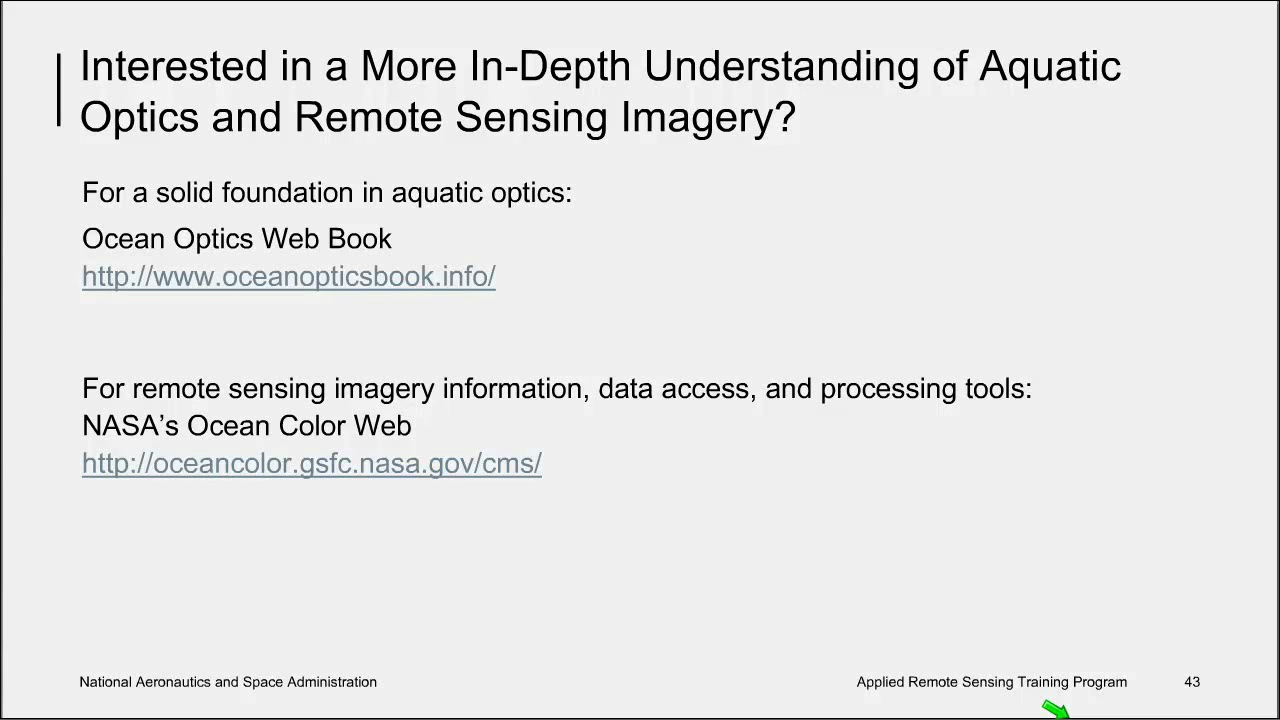 Interested in a More In-Depth Understanding of Aquatic
Optics and Remote Sensing Imagery?
For a solid foundation in aquatic optics:
Ocean Optics Web Book
http://www.oceanopticsbook.info/
For remote sensing imagery information, data access, and processing tools:
NASA’s Ocean Color Web
http://oceancolor.gsfc.nasa.gov/cms/
National Aeronautics and Space Administration
Applied Remote Sensing Training Program
43